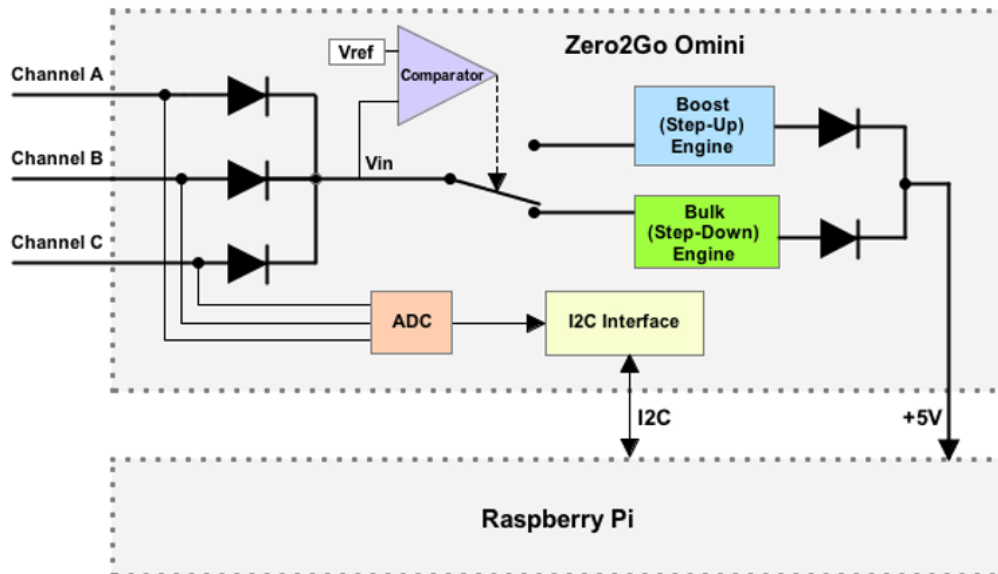 Zero2Go Omini
Vref
Comparator
Channel A
Boost
(Step-Up)
Engine
Channel B
Vin
Bulk
(Step-Down)
Engine
Channel C
ADC
I2C Interface
I2C
+5V
Raspberry Pi